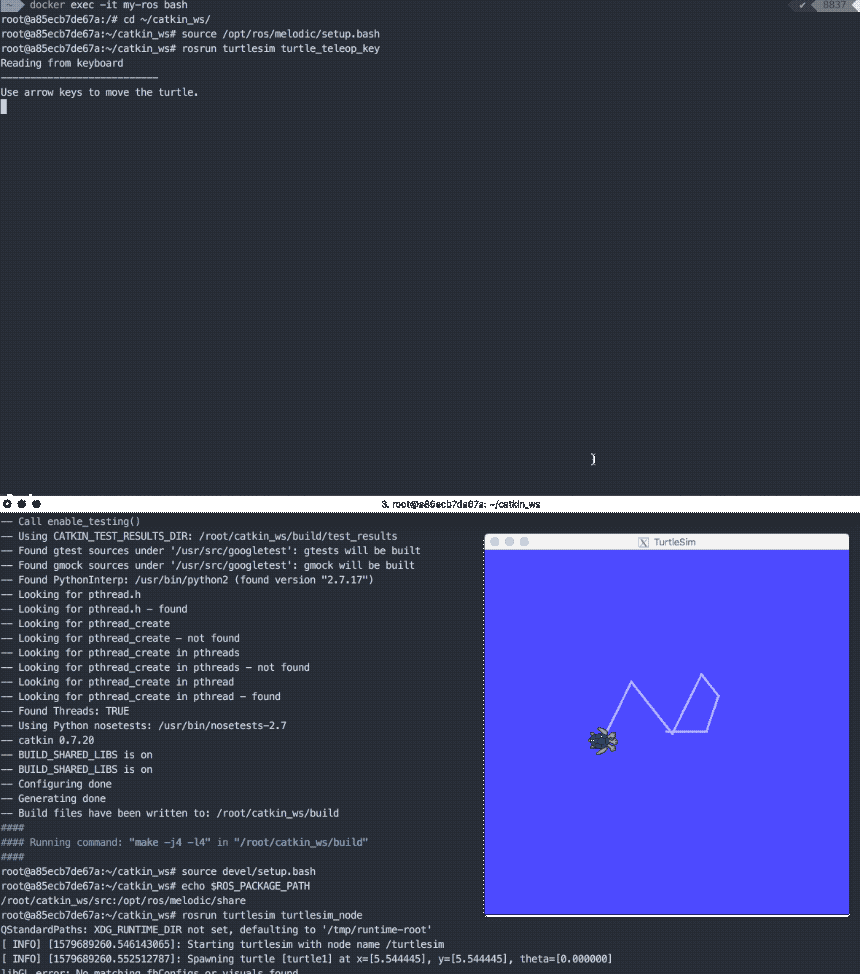 ~ docker exec -it my-ros bash ✔ 8837
root@a85ecb7de67a:/# cd ~/catkin_ws/
root@a85ecb7de67a:~/catkin_ws# source /opt/ros/melodic/setup.bash
root@a85ecb7de67a:~/catkin_ws# rosrun turtlesim turtle_teleop_key
Reading from keyboard
---------------------------
Use arrow keys to move the turtle.
3. root@a85ecb7de67a: ~/catkin_ws
-- Call enable_testing()
-- Using CATKIN_TEST_RESULTS_DIR: /root/catkin_ws/build/test_results
-- Found gtest sources under '/usr/src/googletest': gtests will be built
-- Found gmock sources under '/usr/src/googletest': gmock will be built
-- Found PythonInterp: /usr/bin/python2 (found version "2.7.17")
-- Looking for pthread.h
-- Looking for pthread.h - found
-- Looking for pthread_create
-- Looking for pthread_create - not found
-- Looking for pthread_create in pthreads
-- Looking for pthread_create in pthreads - not found
-- Looking for pthread_create in pthread
-- Looking for pthread_create in pthread - found
-- Found Threads: TRUE
-- Using Python nosetests: /usr/bin/nosetests-2.7
-- catkin 0.7.20
-- BUILD_SHARED_LIBS is on
-- BUILD_SHARED_LIBS is on
-- Configuring done
-- Generating done
-- Build files have been written to: /root/catkin_ws/build
####
#### Running command: "make -j4 -l4" in "/root/catkin_ws/build"
####
root@a85ecb7de67a:~/catkin_ws# source devel/setup.bash
root@a85ecb7de67a:~/catkin_ws# echo $ROS_PACKAGE_PATH
/root/catkin_ws/src:/opt/ros/melodic/share
root@a85ecb7de67a:~/catkin_ws# rosrun turtlesim turtlesim_node
QStandardPaths: XDG_RUNTIME_DIR not set, defaulting to '/tmp/runtime-root'
[ INFO] [1579689260.546143065]: Starting turtlesim with node name /turtlesim
[ INFO] [1579689260.552512787]: Spawning turtle [turtle1] at x=[5.544445], y=[5.544445], theta=[0.000000]
libGL error: No matching fbConfigs or visuals found
TurtleSim